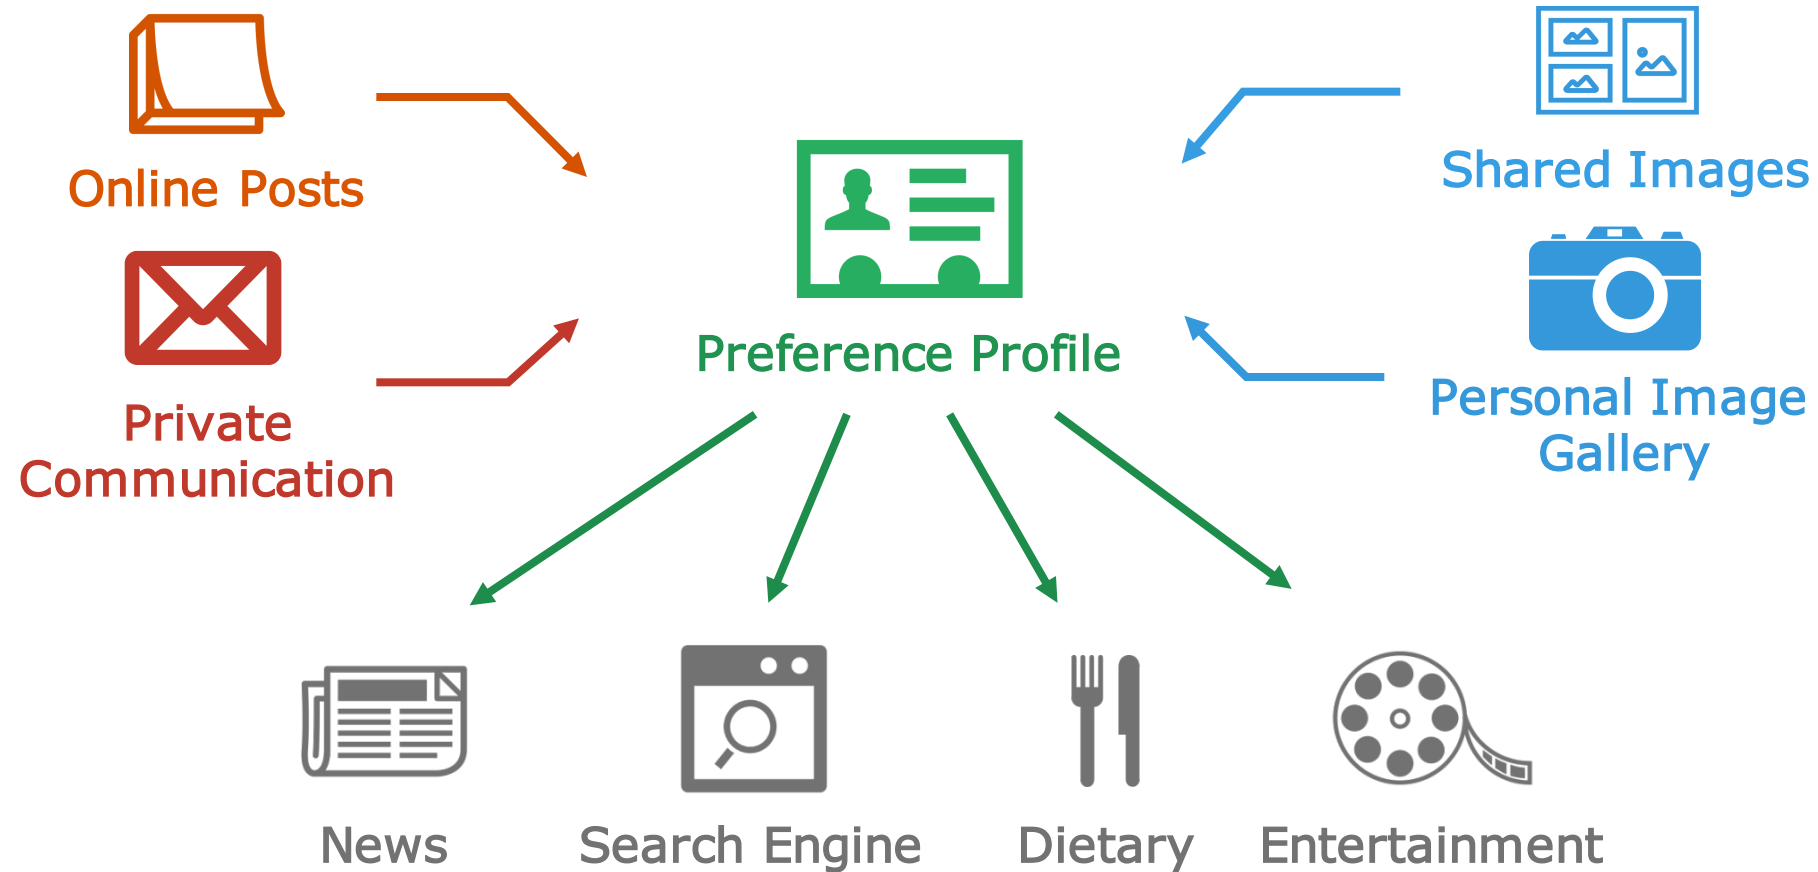 Online Posts
Shared Images
Private
Communication
Preference Profile
Personal Image
Gallery
News
Search Engine
Dietary
Entertainment